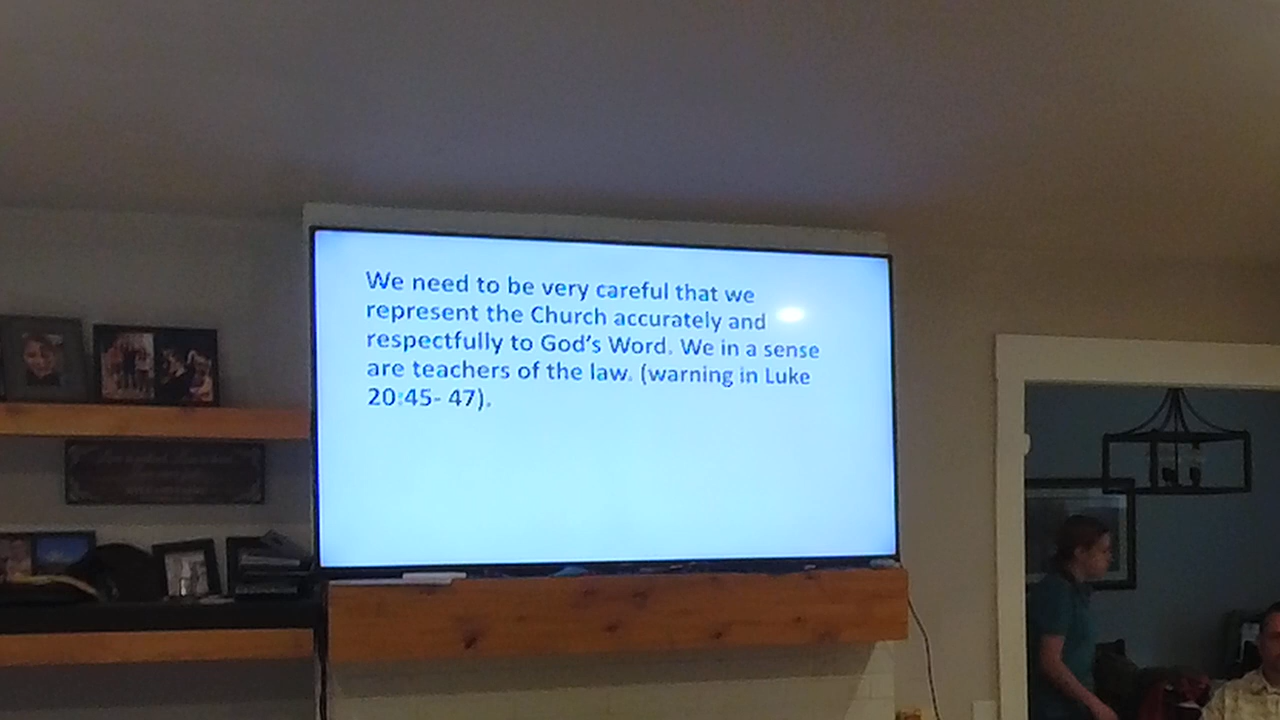 We need to be very careful that we
represent the Church accurately and
respectfully to God's Word. We in a sense
are teachers of the law. (warning in Luke
20:45- 47).